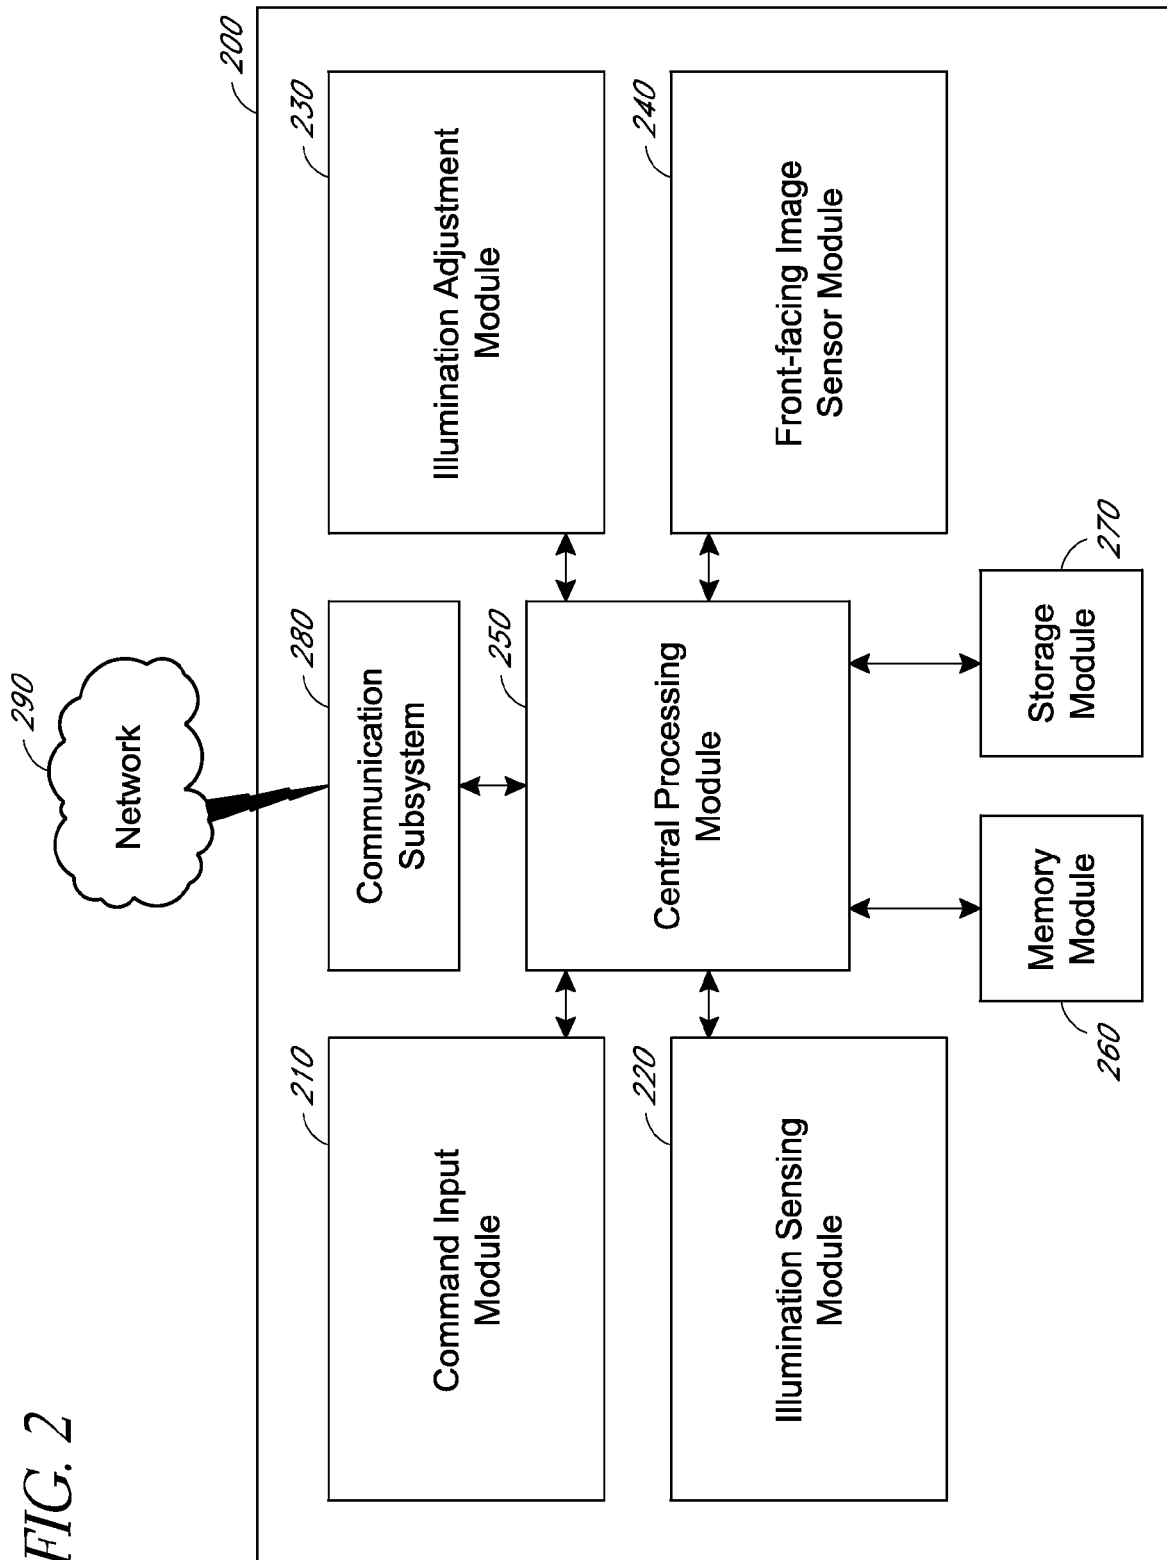 FIG. 2
290
Network
200
210
Command Input
Module
280
Communication
Subsystem
230
Illumination Adjustment
Module
250
Central Processing
Module
220
Illumination Sensing
Module
240
Front-facing Image
Sensor Module
260
Memory
Module
270
Storage
Module